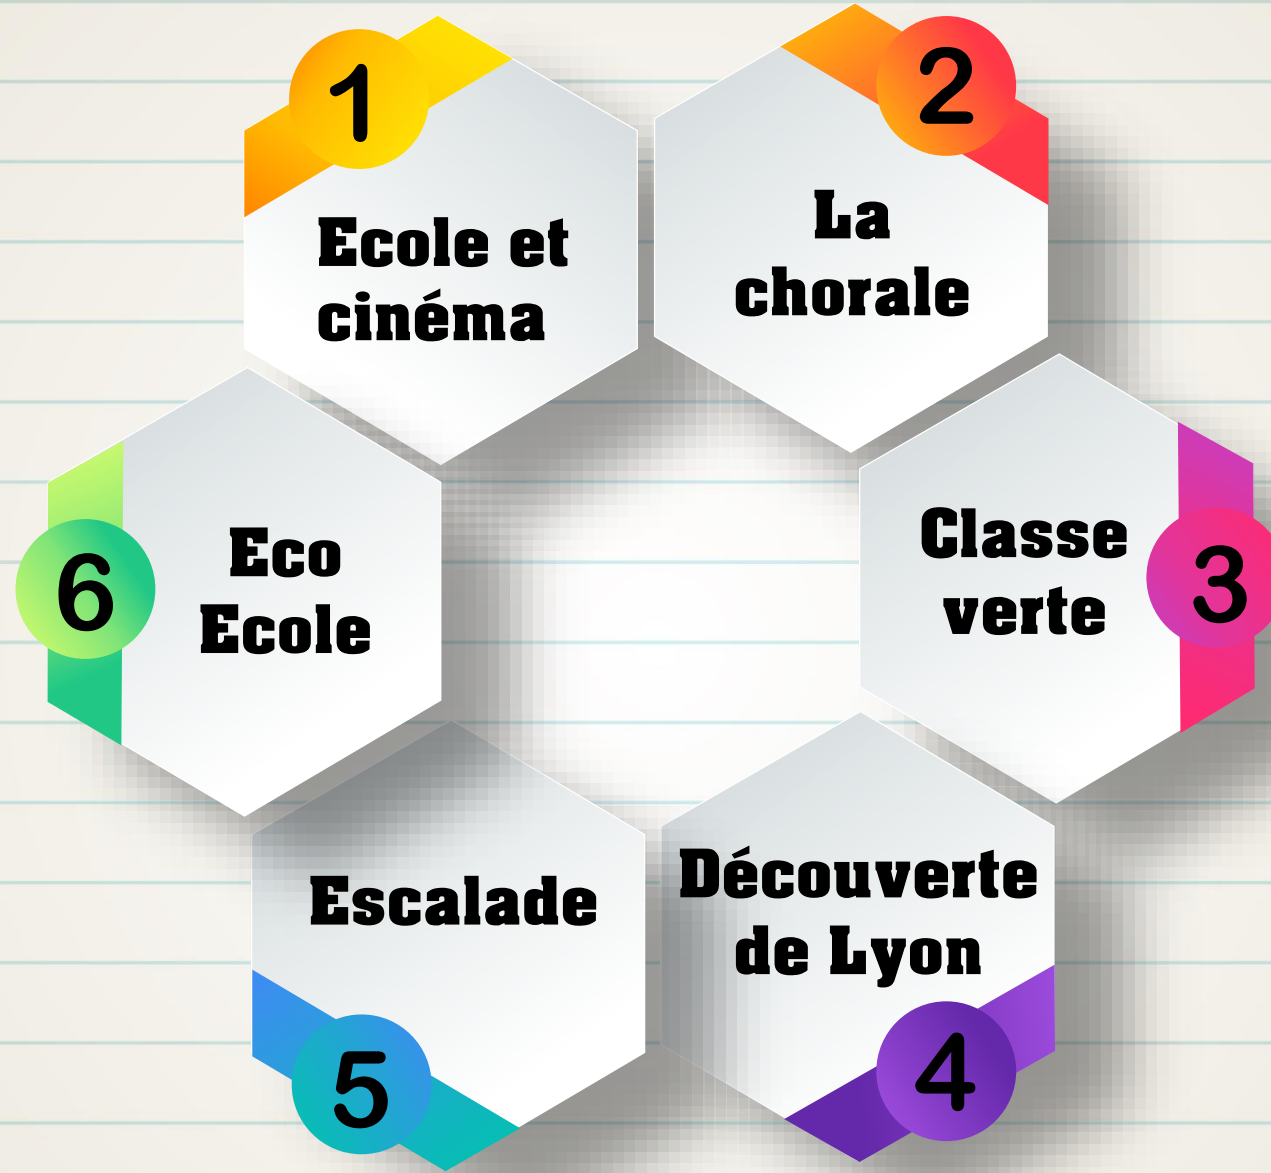 1
Ecole et
cinéma
2
La
chorale
3
Classe
verte
4
Découverte
de Lyon
5
Escalade
6
Eco
Ecole